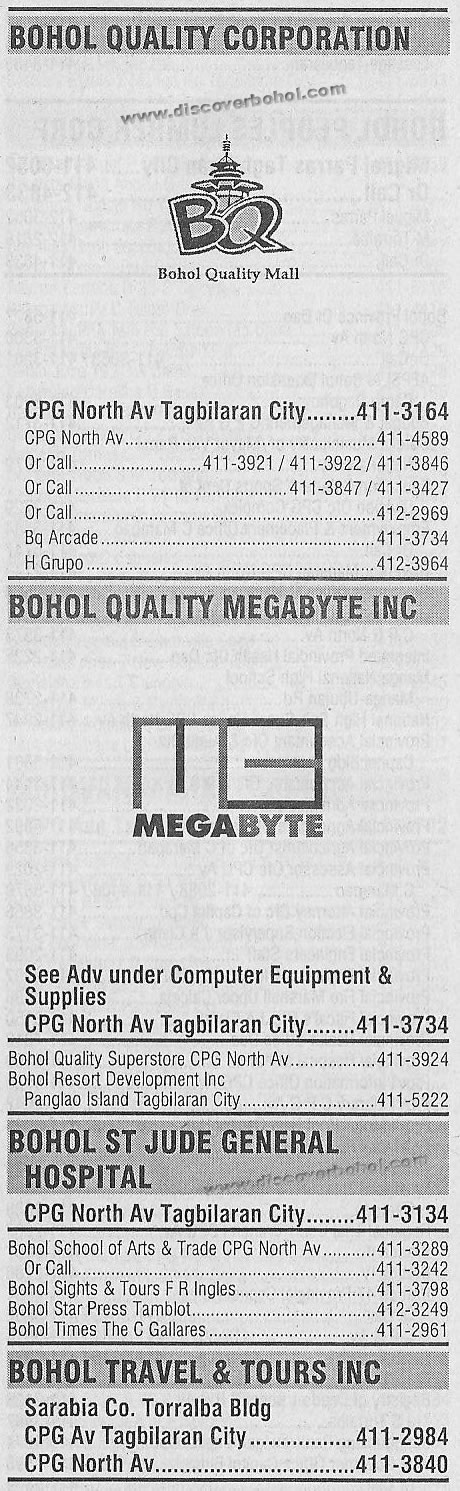 BOHOL QUALITY CORPORATION
www.discoverbohol.com
BQ
Bohol Quality Mall
CPG North Av Tagbilaran City........411-3164
CPG North Av........411-4589
Or Call........411-3921 / 411-3922 / 411-3846
Or Call........411-3847 / 411-3427
Or Call........412-2969
Bq Arcade........411-3734
H Grupo........412-3964
BOHOL QUALITY MEGABYTE INC
MB
MEGABYTE
See Adv under Computer Equipment &
Supplies
CPG North Av Tagbilaran City........411-3734
Bohol Quality Superstore CPG North Av........411-3924
Bohol Resort Development Inc
Panglao Island Tagbilaran City........411-5222
BOHOL ST JUDE GENERAL
HOSPITAL
www.discoverbohol.com
CPG North Av Tagbilaran City........411-3134
Bohol School of Arts & Trade CPG North Av........411-3289
Or Call........411-3242
Bohol Sights & Tours F R Ingles........411-3798
Bohol Star Press Tamblot........412-3249
Bohol Times The C Gallares........411-2961
BOHOL TRAVEL & TOURS INC
Sarabia Co. Torralba Bldg
CPG Av Tagbilaran City........411-2984
CPG North Av........411-3840